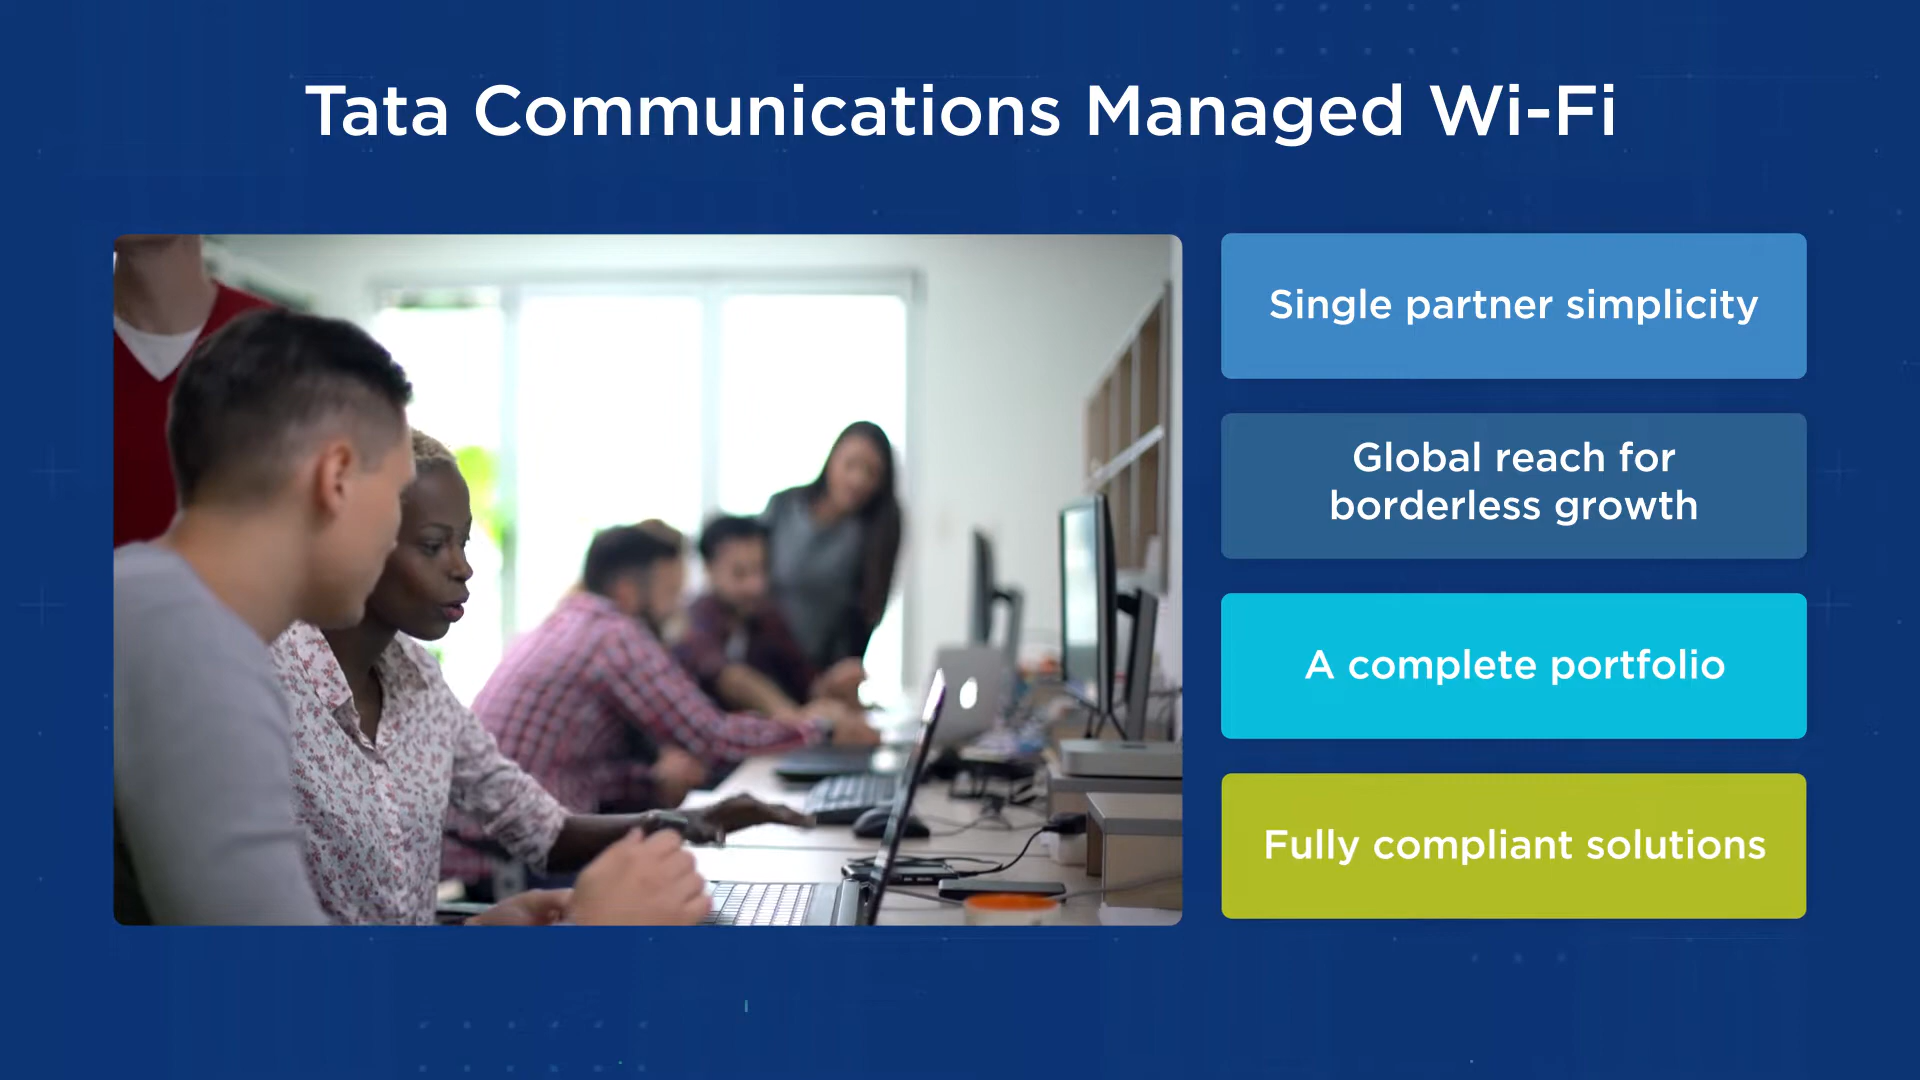 Tata Communications Managed Wi-Fi
Single partner simplicity
Global reach for
borderless growth
A complete portfolio
Fully compliant solutions